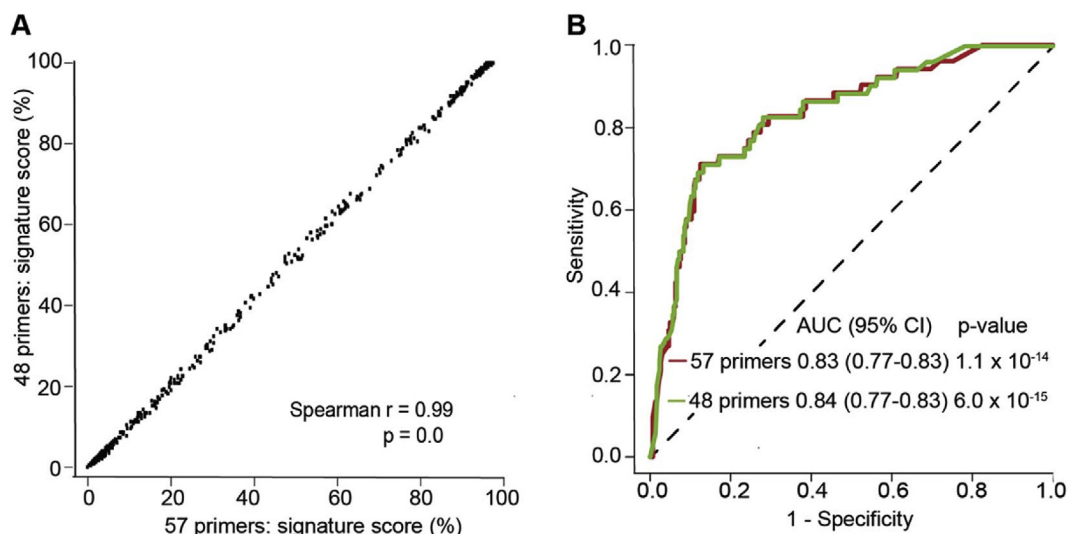 A
100
80
60
40
20
0
48 primers: signature score (%)
Spearman r = 0.99
p = 0.0
0 20 40 60 80 100
57 primers: signature score (%)
B
1.0
0.8
0.6
0.4
0.2
0.0
Sensitivity
AUC (95% CI) p-value
57 primers 0.83 (0.77-0.83) 1.1 x 10⁻¹⁴
48 primers 0.84 (0.77-0.83) 6.0 x 10⁻¹⁵
0.0 0.2 0.4 0.6 0.8 1.0
1 - Specificity